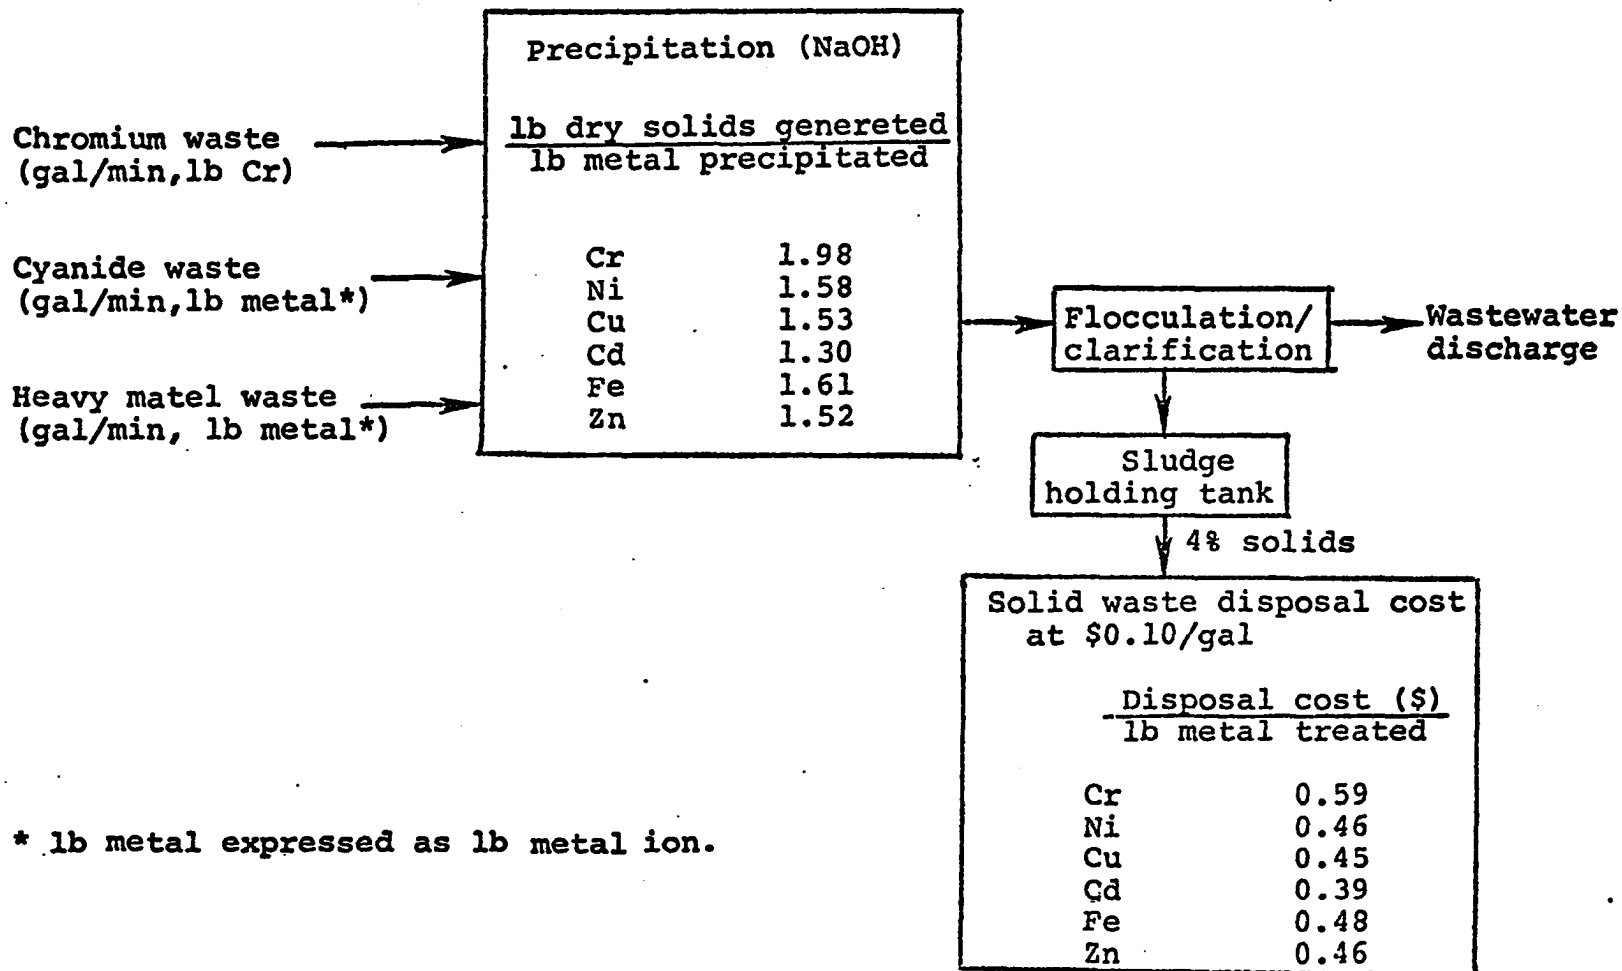 Precipitation (NaOH)
lb dry solids genereted
lb metal precipitated
Cr 1.98
Ni 1.58
Cu 1.53
Cd 1.30
Fe 1.61
Zn 1.52
Chromium waste
(gal/min,lb Cr)
Cyanide waste
(gal/min,lb metal*)
Heavy matel waste
(gal/min, lb metal*)
Flocculation/
clarification
Wastewater
discharge
Sludge
holding tank
4% solids
Solid waste disposal cost
at $0.10/gal
Disposal cost ($)
lb metal treated
Cr 0.59
Ni 0.46
Cu 0.45
Cd 0.39
Fe 0.48
Zn 0.46
* lb metal expressed as lb metal ion.